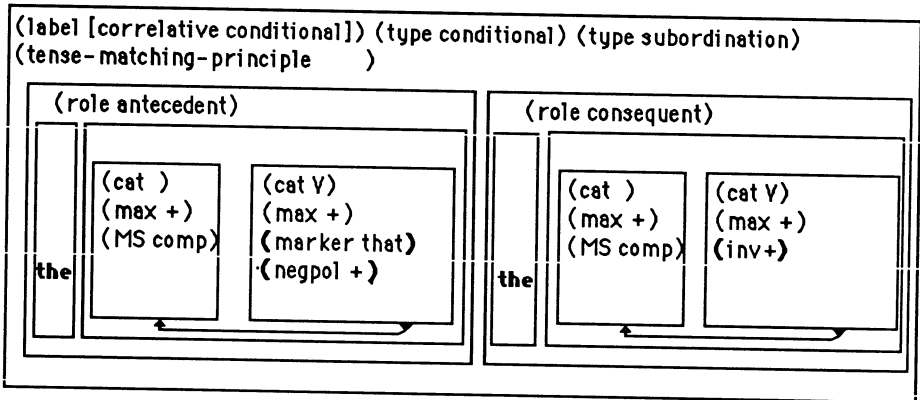 (label [correlative conditional]) (type conditional) (type subordination)
(tense-matching-principle )
(role antecedent)
the
(cat )
(max +)
(MS comp)
(cat V)
(max +)
(marker that)
(negpol +)
(role consequent)
the
(cat )
(max +)
(MS comp)
(cat V)
(max +)
(inv+)